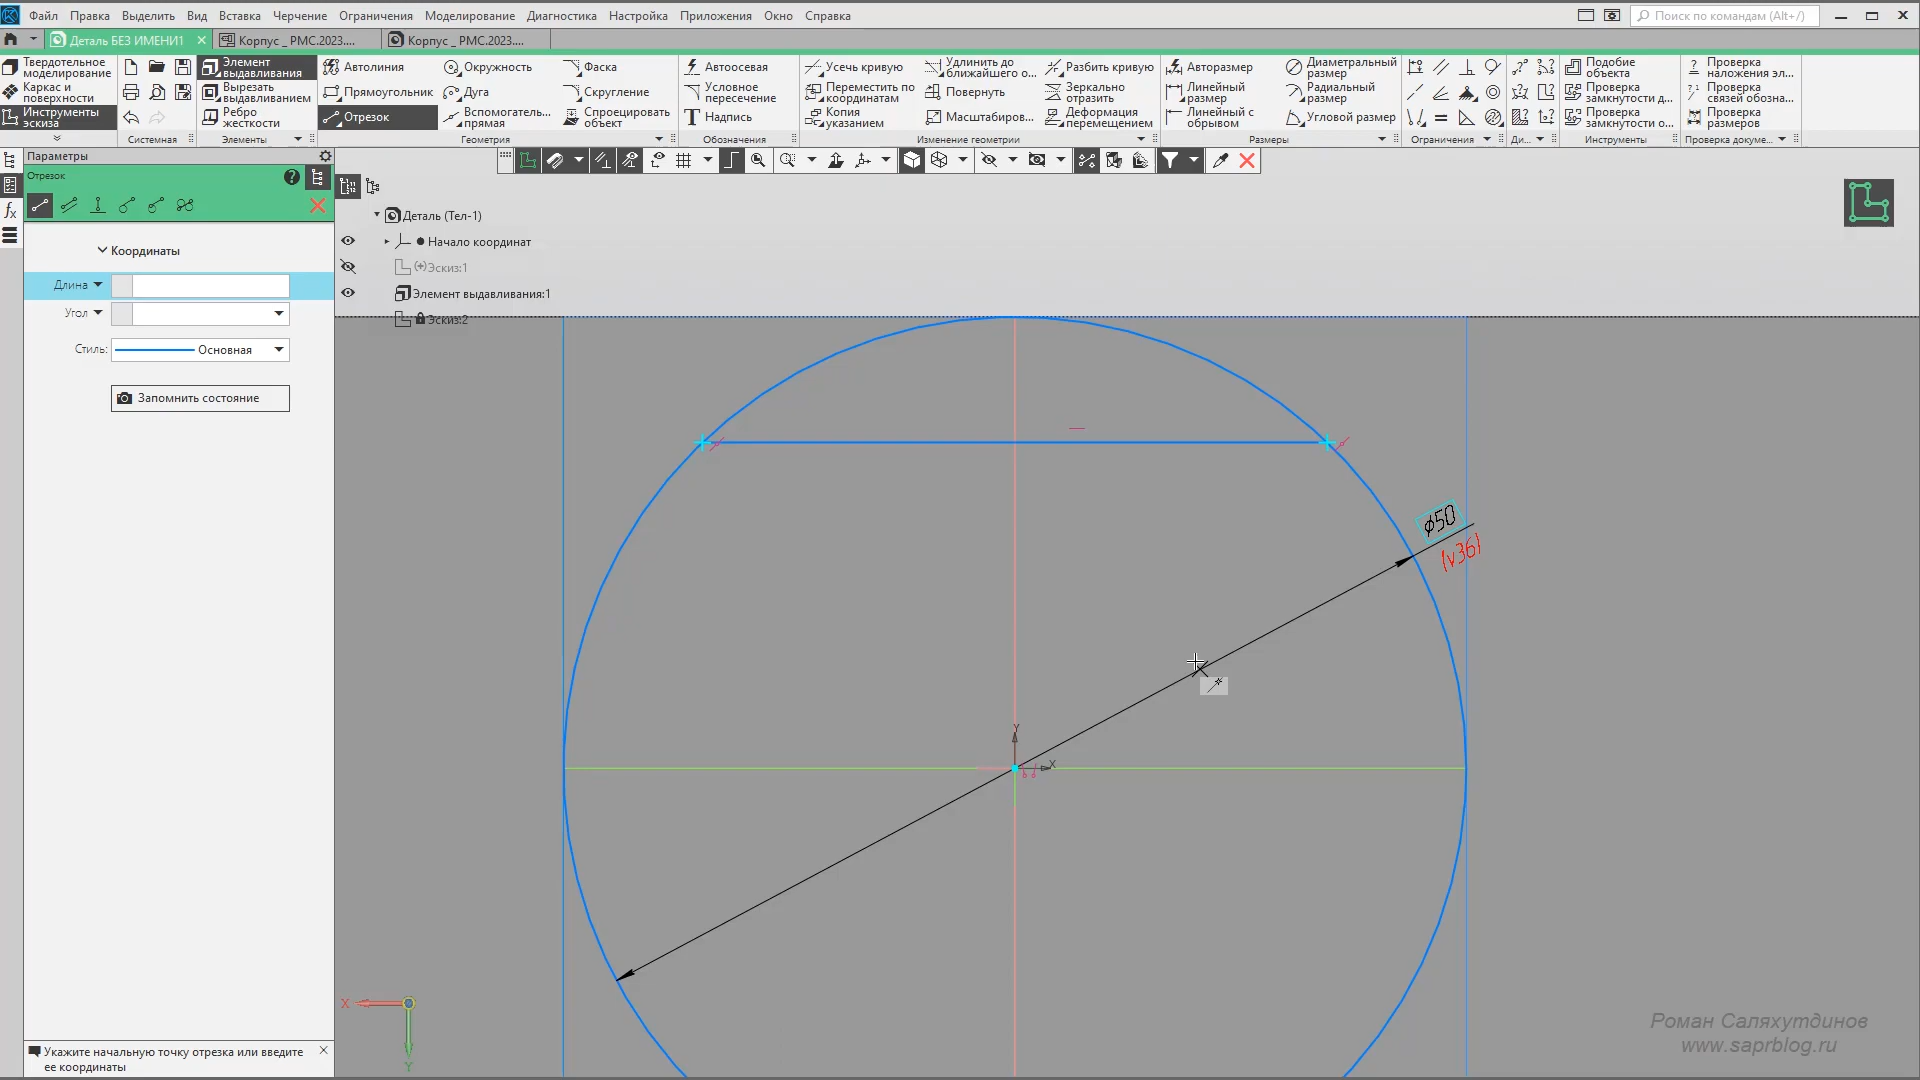 Файл Правка Выделить Вид Вставка Черчение Ограничения Моделирование Диагностика Настройка Приложения Окно Справка
Поиск по командам (Alt+/)
Деталь БЕЗ ИМЕНИ1
Корпус _ РМС.2023....
Корпус _ РМС.2023....
Твердотельное моделирование
Каркас и поверхности
Инструменты эскиза
Системная
Элемент выдавливания
Вырезать выдавливанием
Ребро жесткости
Элементы
Автолиния
Прямоугольник
Отрезок
Окружность
Дуга
Вспомогатель... прямая
Фаска
Скругление
Спроецировать объект
Геометрия
Автоосевая
Условное пересечение
Надпись
Обозначения
Усечь кривую
Переместить по координатам
Копия указанием
Удлинить до ближайшего о...
Повернуть
Масштабиров...
Разбить кривую
Зеркально отразить
Деформация перемещением
Изменение геометрии
Авторазмер
Линейный размер
Линейный с обрывом
Диаметральный размер
Радиальный размер
Угловой размер
Размеры
Ограничения
Ди...
Подобие объекта
Проверка замкнутости д...
Проверка замкнутости о...
Инструменты
Проверка наложения эл...
Проверка связей обозна...
Проверка размеров
Проверка докуме...
Параметры
Отрезок
Координаты
Длина
Угол
Стиль: Основная
Запомнить состояние
Деталь (Тел-1)
Начало координат
(+)Эскиз:1
Элемент выдавливания:1
Эскиз:2
ϕ50
(v36)
Y
X
X
Y
Укажите начальную точку отрезка или введите
ее координаты
Роман Саляхутдинов
www.saprblog.ru